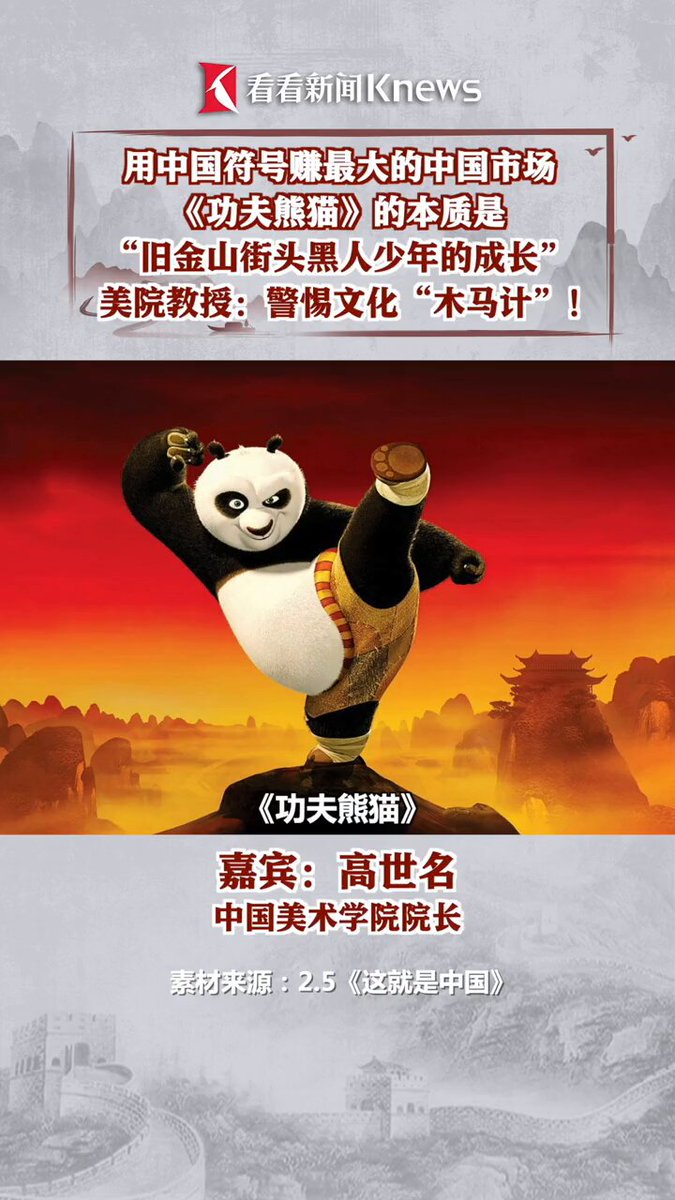 看看新闻Knews
用中国符号赚最大的中国市场
《功夫熊猫》的本质是
“旧金山街头黑人少年的成长”
美院教授：警惕文化“木马计”！
《功夫熊猫》
嘉宾：高世名
中国美术学院院长
素材来源：2.5《这就是中国》